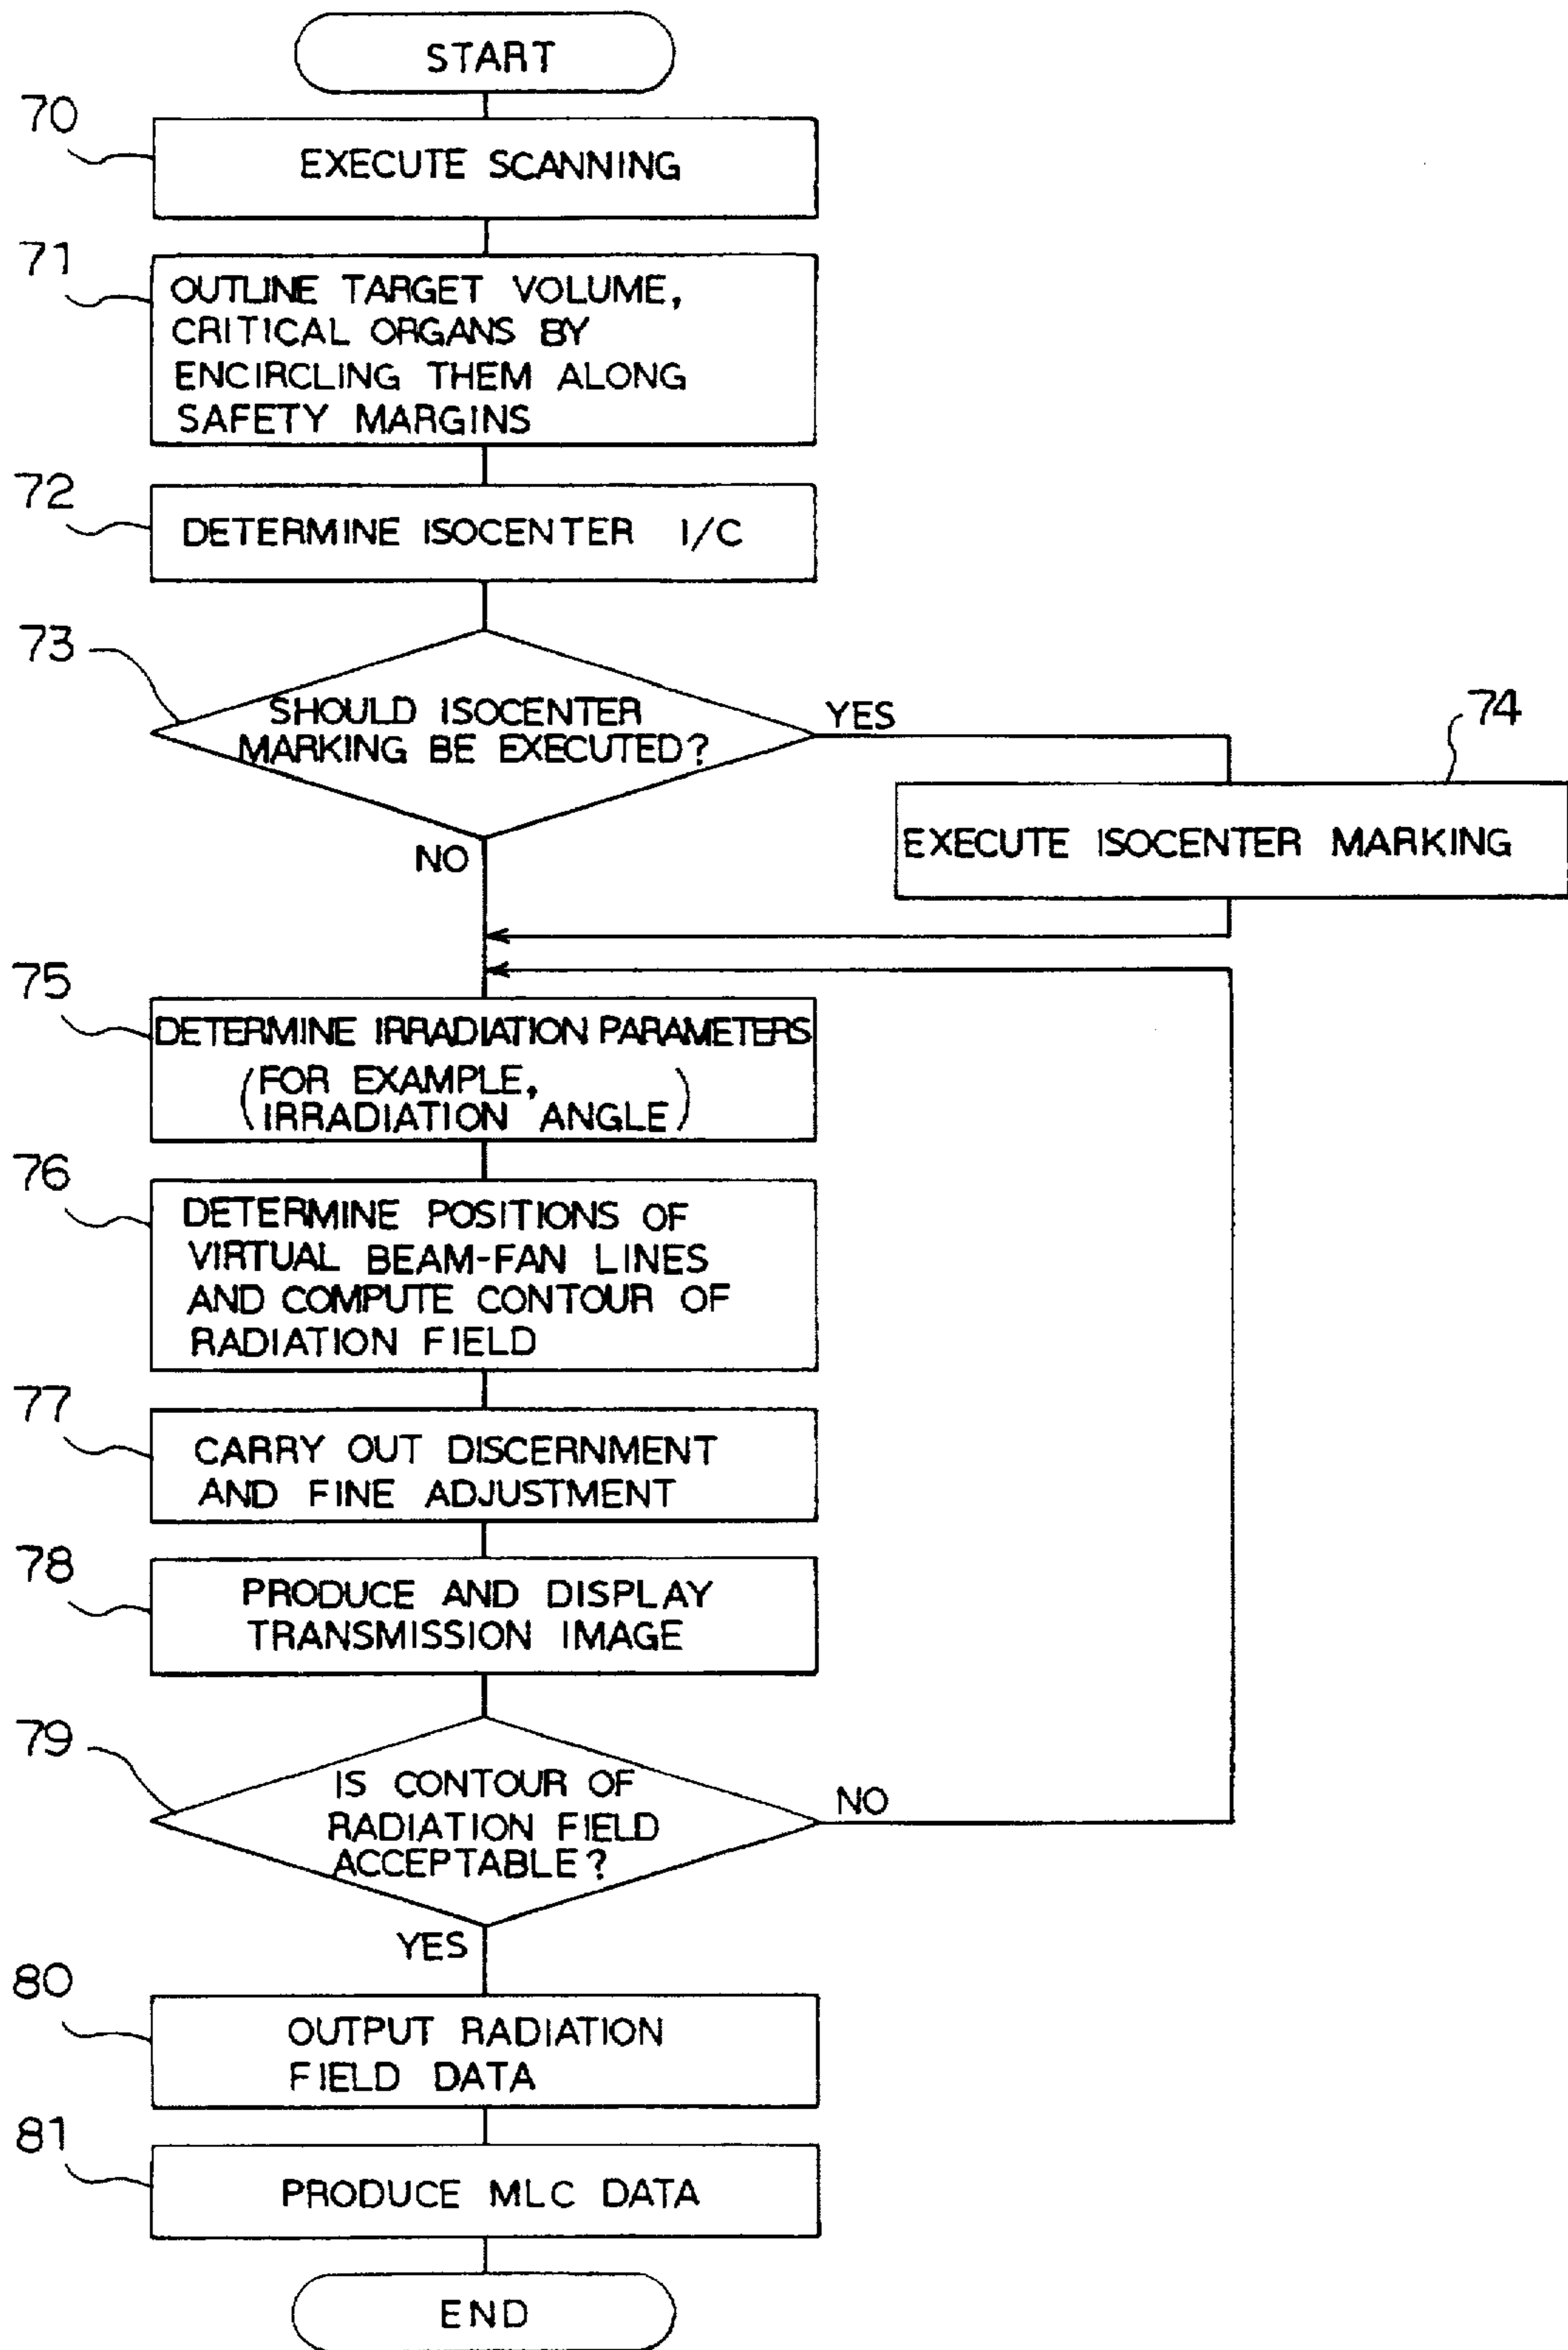 START
70
EXECUTE SCANNING
71
OUTLINE TARGET VOLUME,
CRITICAL ORGANS BY
ENCIRCLING THEM ALONG
SAFETY MARGINS
72
DETERMINE ISOCENTER I/C
73
SHOULD ISOCENTER
MARKING BE EXECUTED?
YES
74
EXECUTE ISOCENTER MARKING
NO
75
DETERMINE IRRADIATION PARAMETERS
(FOR EXAMPLE,
IRRADIATION ANGLE)
76
DETERMINE POSITIONS OF
VIRTUAL BEAM-FAN LINES
AND COMPUTE CONTOUR OF
RADIATION FIELD
77
CARRY OUT DISCERNMENT
AND FINE ADJUSTMENT
78
PRODUCE AND DISPLAY
TRANSMISSION IMAGE
79
IS CONTOUR OF
RADIATION FIELD
ACCEPTABLE?
NO
YES
80
OUTPUT RADIATION
FIELD DATA
81
PRODUCE MLC DATA
END